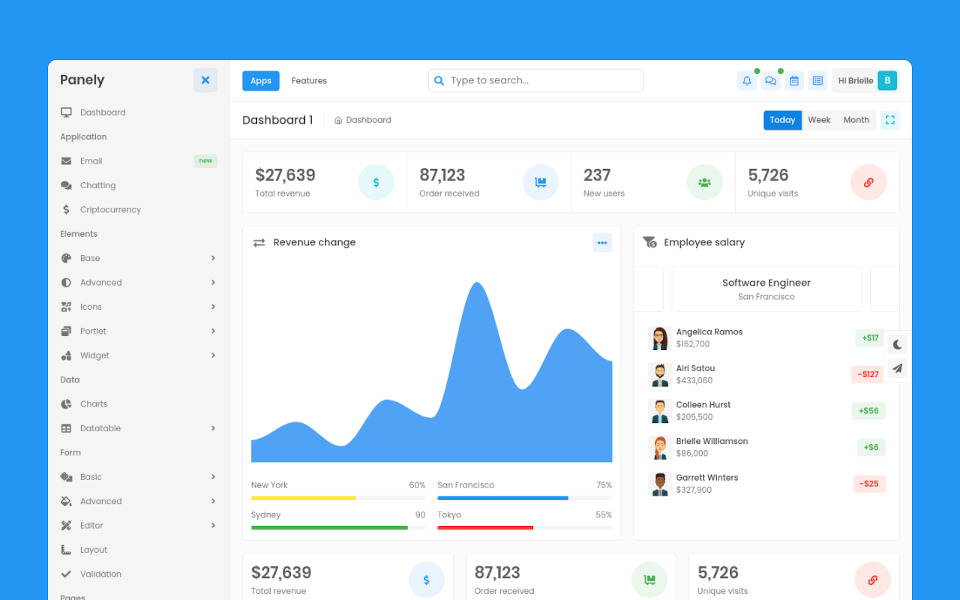 Panely
Dashboard
Application
Email new
Chatting
Criptocurrency
Elements
Base
Advanced
Icons
Portlet
Widget
Data
Charts
Datatable
Form
Basic
Advanced
Editor
Layout
Validation
Pages
Apps Features Type to search... Hi Brielle B
Dashboard 1 Dashboard Today Week Month
$27,639
Total revenue
$
87,123
Order received
237
New users
5,726
Unique visits
Revenue change
New York 60%
San Francisco 75%
Sydney 90
Tokyo 55%
Employee salary
Software Engineer
San Francisco
Angelica Ramos
$162,700
+$17
Airi Satou
$433,060
-$127
Colleen Hurst
$205,500
+$56
Brielle Williamson
$86,000
+$6
Garrett Winters
$327,900
-$25
$27,639
Total revenue
$
87,123
Order received
5,726
Unique visits